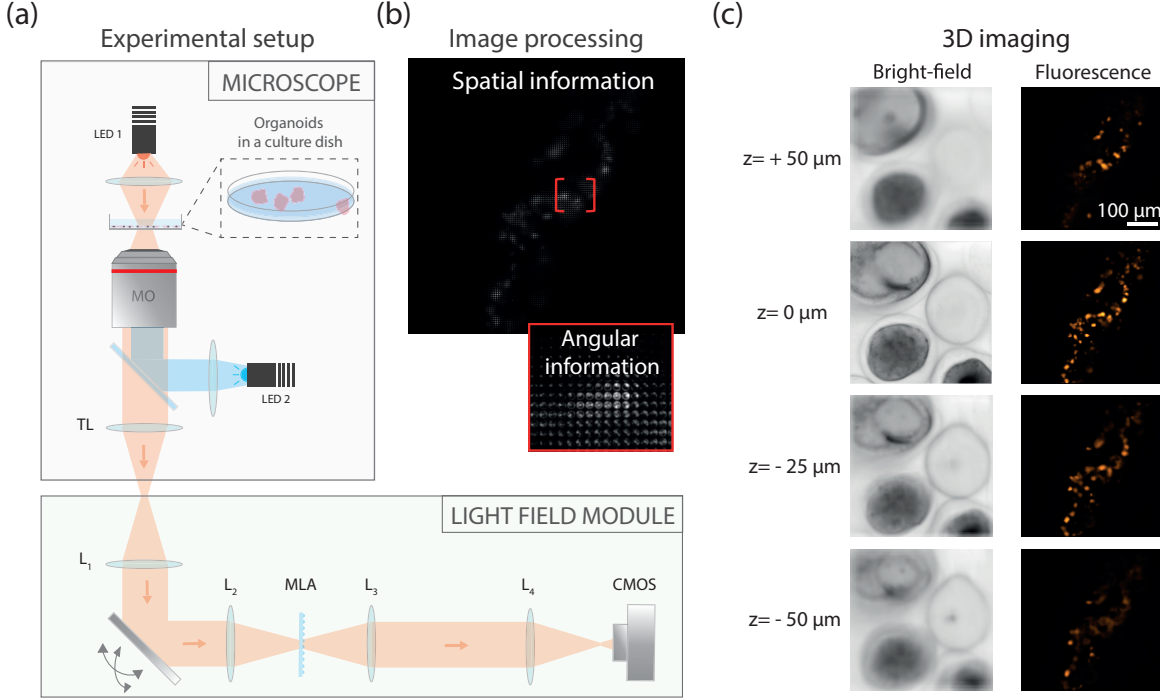 (a)
Experimental setup
MICROSCOPE
LED 1
Organoids
in a culture dish
MO
LED 2
TL
LIGHT FIELD MODULE
L₁
L₂
MLA
L₃
L₄
CMOS
(b)
Image processing
Spatial information
Angular
information
(c)
3D imaging
Bright-field
Fluorescence
z= + 50 µm
100 µm
z= 0 µm
z= - 25 µm
z= - 50 µm